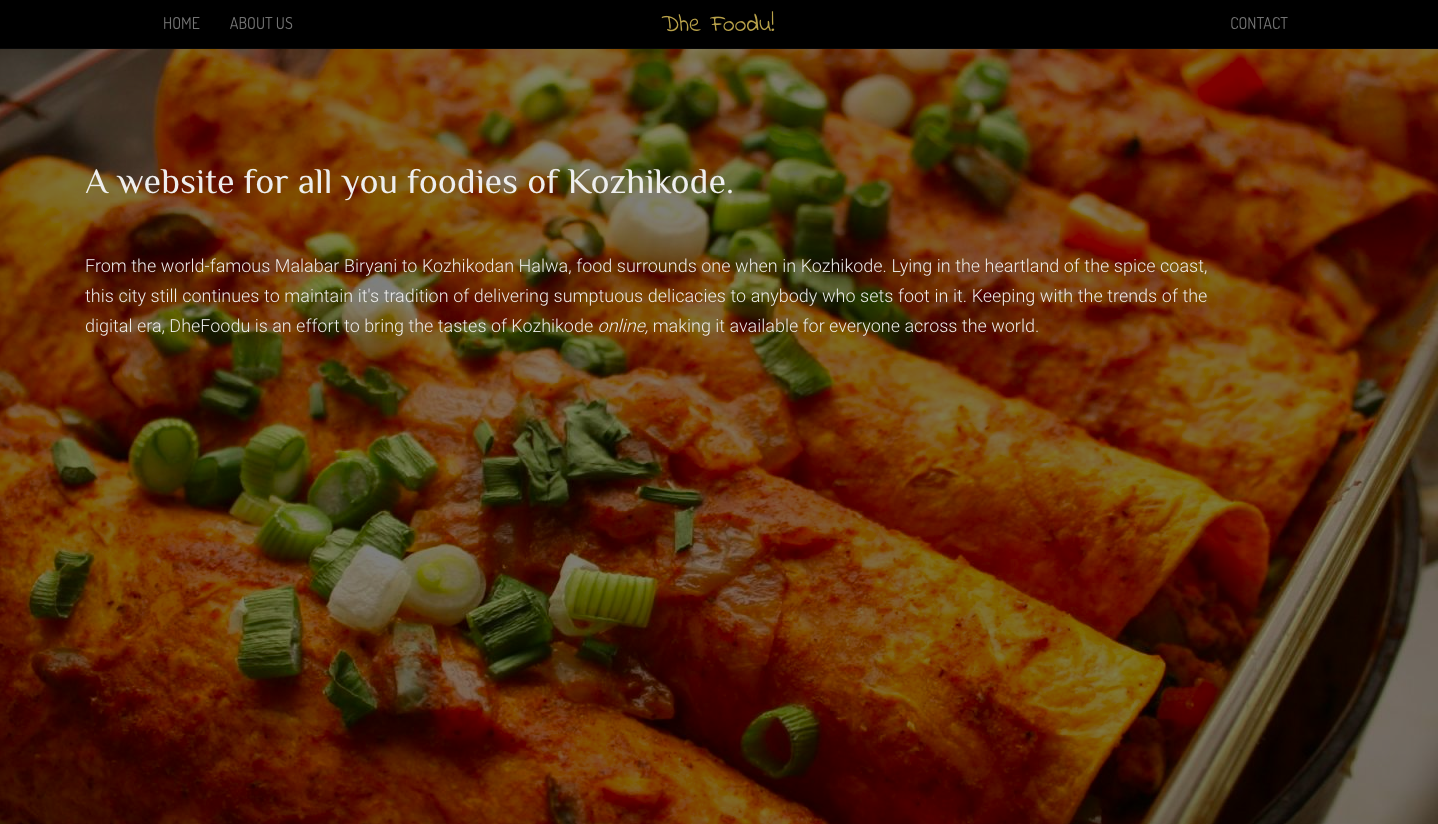 HOME ABOUT US Dhe Foodu! CONTACT
A website for all you foodies of Kozhikode.
From the world-famous Malabar Biryani to Kozhikodan Halwa, food surrounds one when in Kozhikode. Lying in the heartland of the spice coast,
this city still continues to maintain it's tradition of delivering sumptuous delicacies to anybody who sets foot in it. Keeping with the trends of the
digital era, DheFoodu is an effort to bring the tastes of Kozhikode online, making it available for everyone across the world.